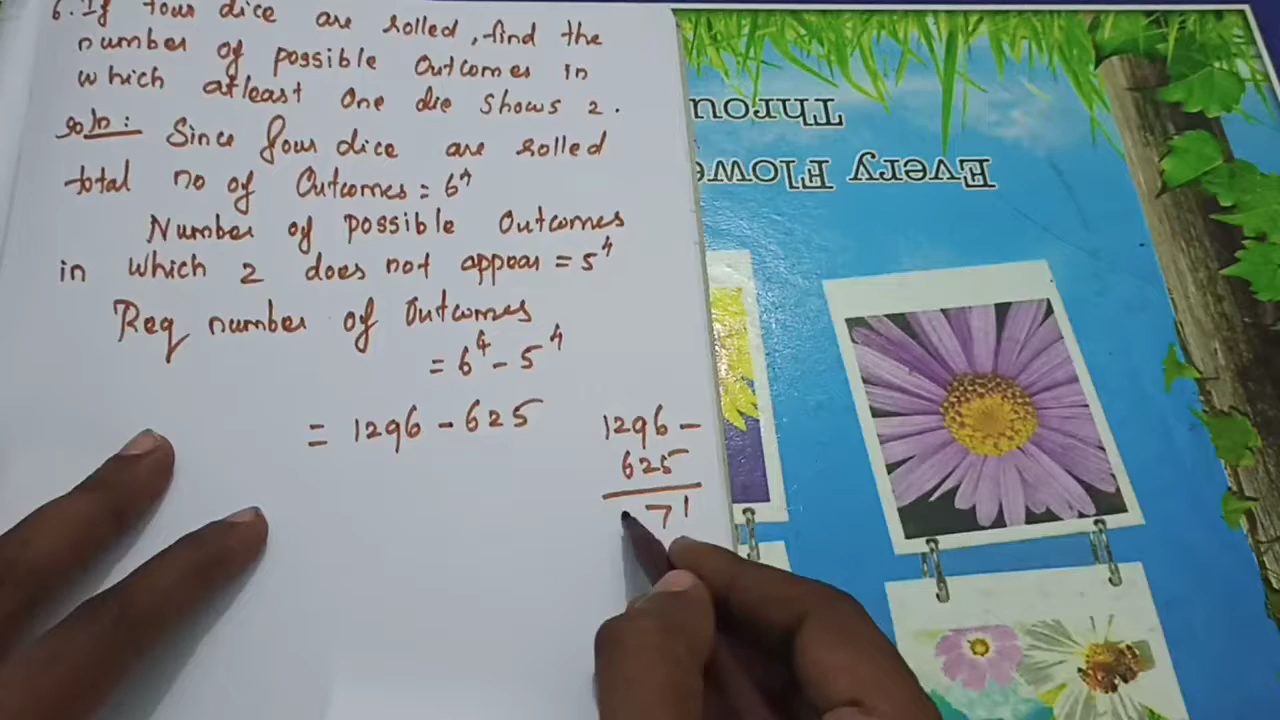 6. If four dice are rolled, find the
number of possible Outcomes in
which atleast One die shows 2.
soln: Since four dice are rolled
total no of Outcomes = 6⁴
Number of possible Outcomes
in which 2 does not appear = 5⁴
Req number of Outcomes
= 6⁴ - 5⁴
= 1296 - 625
1296 -
625
71
Throu
Every Flowe